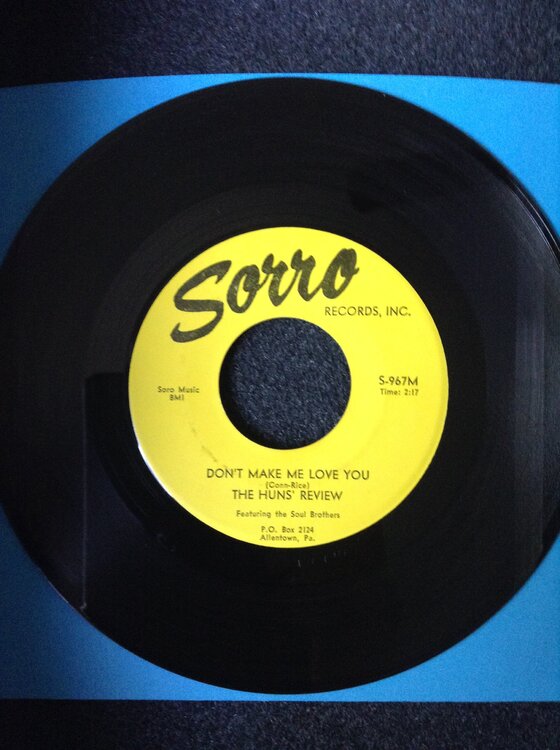 Sorro
RECORDS, INC.
Soro Music
BMI
S-967M
Time: 2:17
DON'T MAKE ME LOVE YOU
(Conn-Rice)
THE HUNS' REVIEW
Featuring the Soul Brothers
P.O. Box 2124
Allentown, Pa.